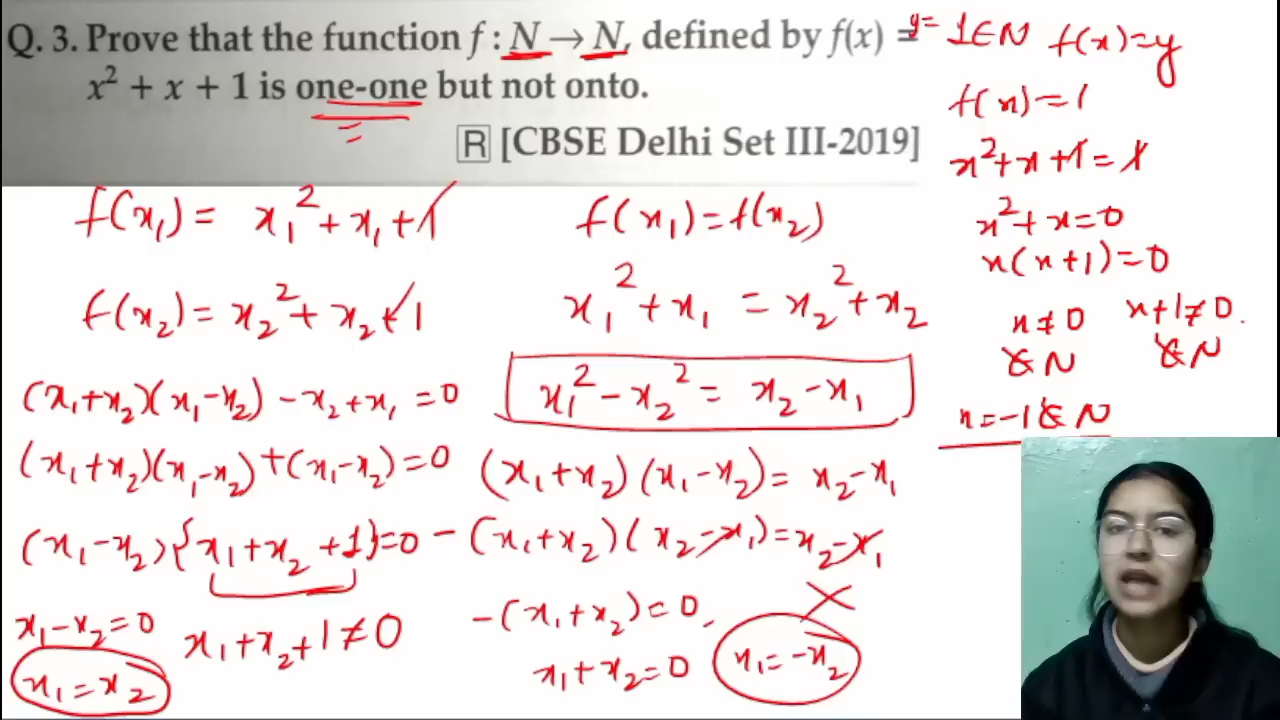 Q. 3. Prove that the function f : N → N, defined by f(x) =
x² + x + 1 is one-one but not onto.
R [CBSE Delhi Set III-2019]
f(x₁) = x₁² + x₁ + 1
f(x₂) = x₂² + x₂ + 1
(x₁+x₂)(x₁-x₂) - x₂+x₁ = 0
(x₁+x₂)(x₁-x₂) + (x₁-x₂) = 0
(x₁-x₂){x₁+x₂+1} = 0
x₁-x₂=0
x₁=x₂
x₁+x₂+1≠0
f(x₁)=f(x₂)
x₁² + x₁ = x₂² + x₂
x₁² - x₂² = x₂ - x₁
(x₁+x₂)(x₁-x₂) = x₂-x₁
-(x₁+x₂)(x₂-x₁) = x₂-x₁
-(x₁+x₂) = 0
x₁+x₂=0
x₁=-x₂
y= 1∈N f(x)=y
f(x)=1
x²+x+1=1
x²+x=0
x(x+1)=0
x≠0 x+1≠0.
∉N ∉N
x=-1∉N